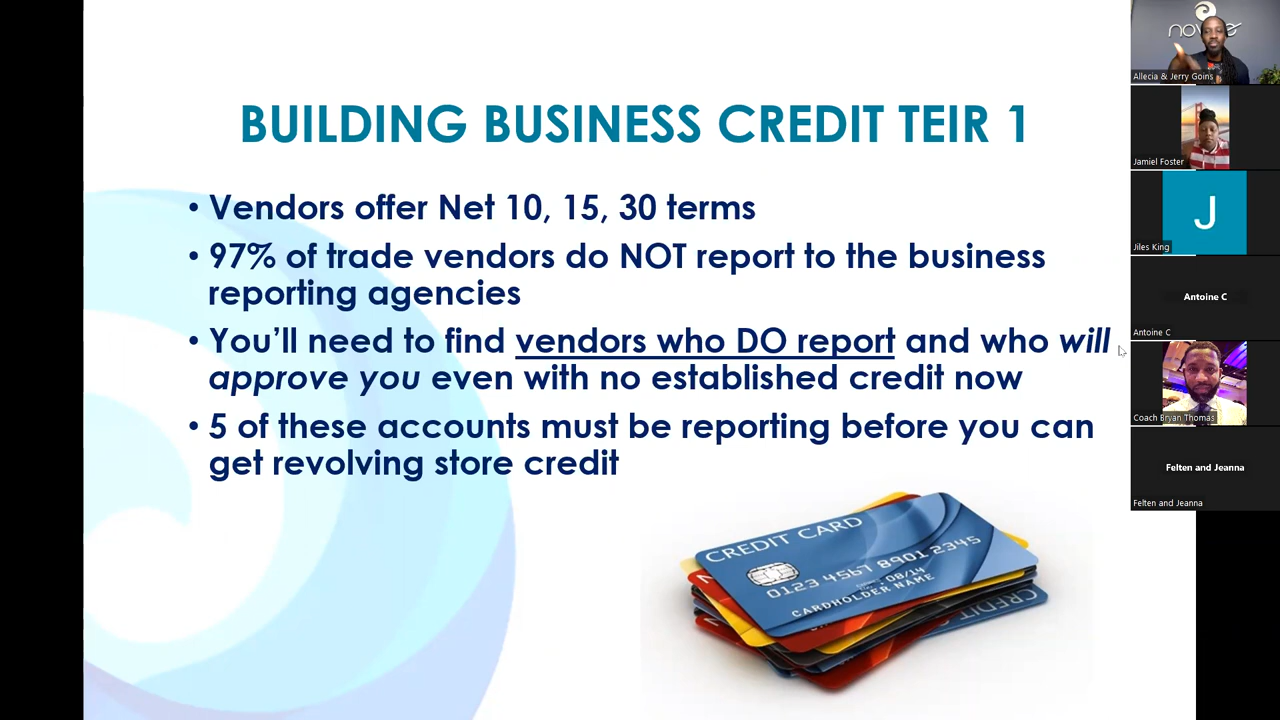 BUILDING BUSINESS CREDIT TEIR 1
• Vendors offer Net 10, 15, 30 terms
• 97% of trade vendors do NOT report to the business
reporting agencies
• You’ll need to find vendors who DO report and who will
approve you even with no established credit now
• 5 of these accounts must be reporting before you can
get revolving store credit
CREDIT CARD
0123 4567 8901 2345
08/14
CARDHOLDER NAME
CREDIT
Allecia & Jerry Goins
Jamiel Foster
J
Jiles King
Antoine C
Antoine C
Coach Bryan Thomas
Felten and Jeanna
Felten and Jeanna